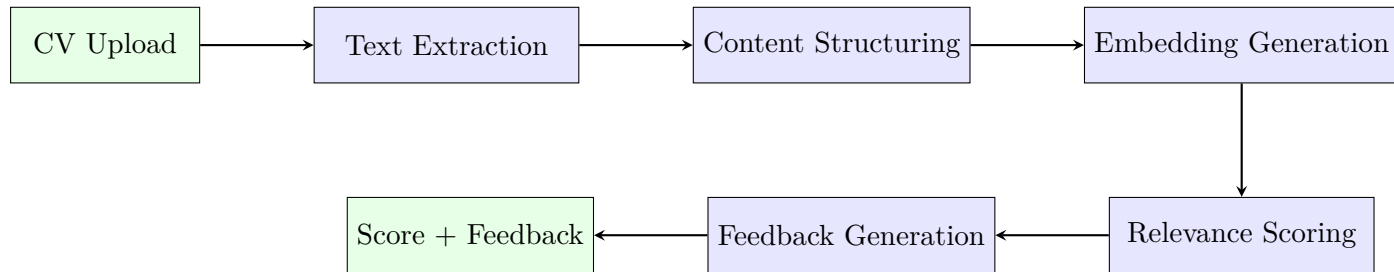 CV Upload
Text Extraction
Content Structuring
Embedding Generation
Score + Feedback
Feedback Generation
Relevance Scoring